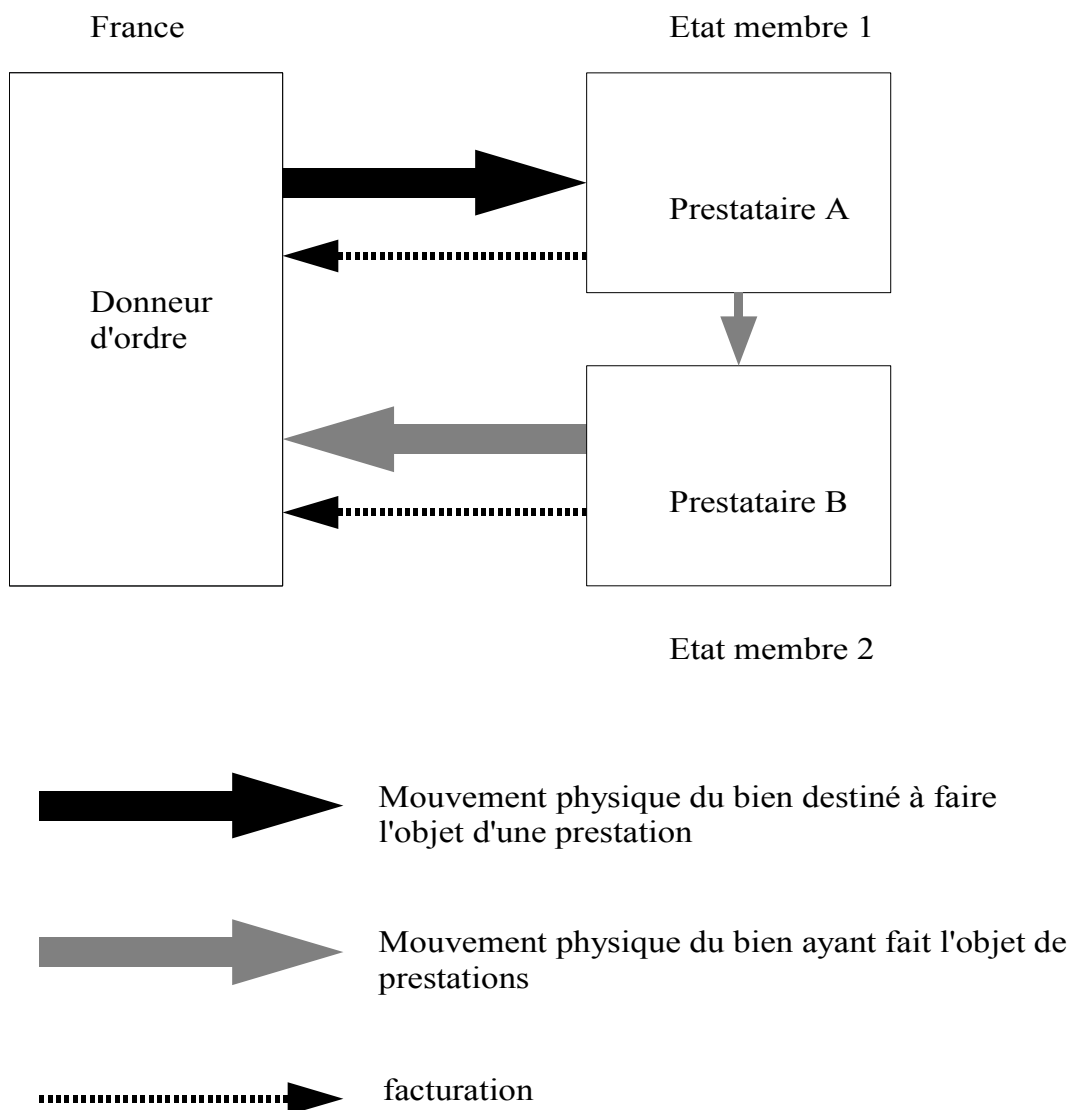 France
Etat membre 1
Prestataire A
Donneur
d'ordre
Prestataire B
Etat membre 2
Mouvement physique du bien destiné à faire
l'objet d'une prestation
Mouvement physique du bien ayant fait l'objet de
prestations
facturation